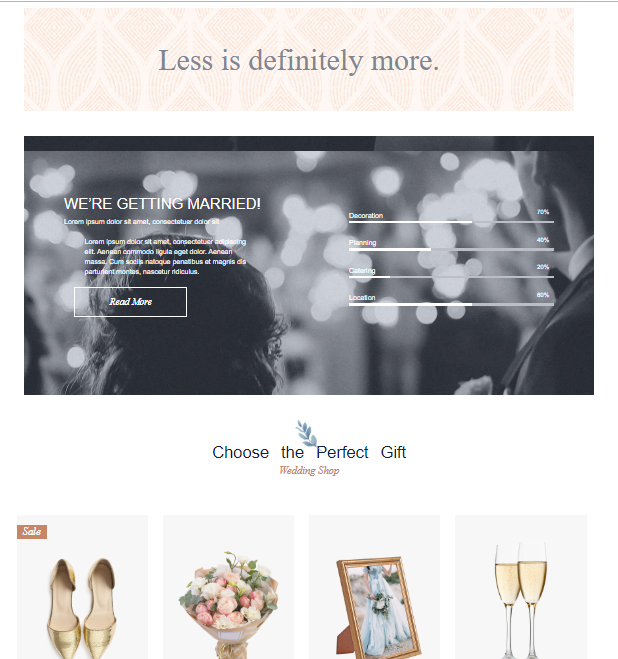 Less is definitely more.
WE'RE GETTING MARRIED!
Lorem ipsum dolor sit amet, consectetuer dolor sit
Lorem ipsum dolor sit amet, consectetuer adipiscing
elit. Aenean commodo ligula eget dolor. Aenean
massa. Cum sociis natoque penatibus et magnis dis
parturient montes, nascetur ridiculus.
Read More
Decoration 70%
Planning 40%
Catering 20%
Location 60%
Choose the Perfect Gift
Wedding Shop
Sale